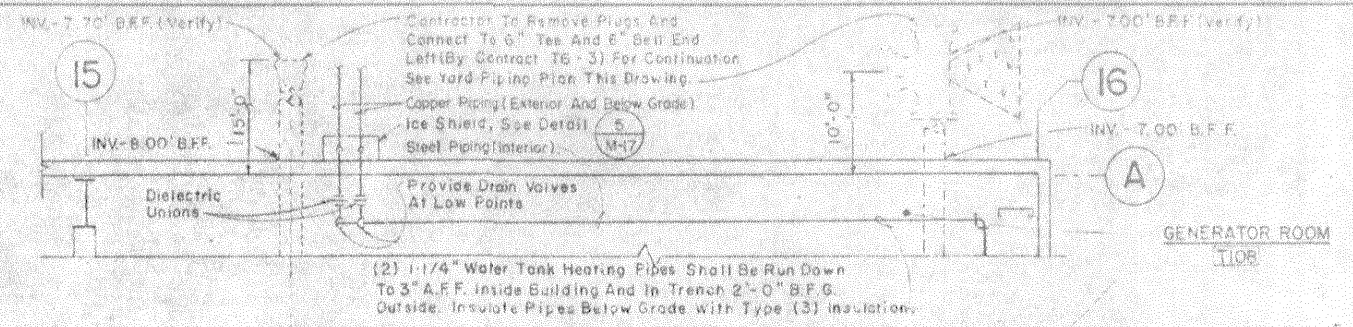 INV.- 7.70' B.F.F. (Verify)
Contractor To Remove Plugs And
Connect To 6" Tee And 6" Bell End
Left (By Contract T6 - 3) For Continuation
See Yard Piping Plan This Drawing.
INV.- 7.00' B.F.F. (Verify)
15
15'-0"
Copper Piping (Exterior And Below Grade)
Ice Shield, See Detail
5
M-17
Steel Piping (Interior)
10'-0"
16
INV.- 8.00' B.F.F.
INV.- 7.00' B.F.F.
A
Dielectric
Unions
Provide Drain Valves
At Low Points
GENERATOR ROOM
T108
(2) 1-1/4" Water Tank Heating Pipes Shall Be Run Down
To 3" A.F.F. Inside Building And In Trench 2'-0" B.F.G.
Outside. Insulate Pipes Below Grade With Type (3) Insulation.